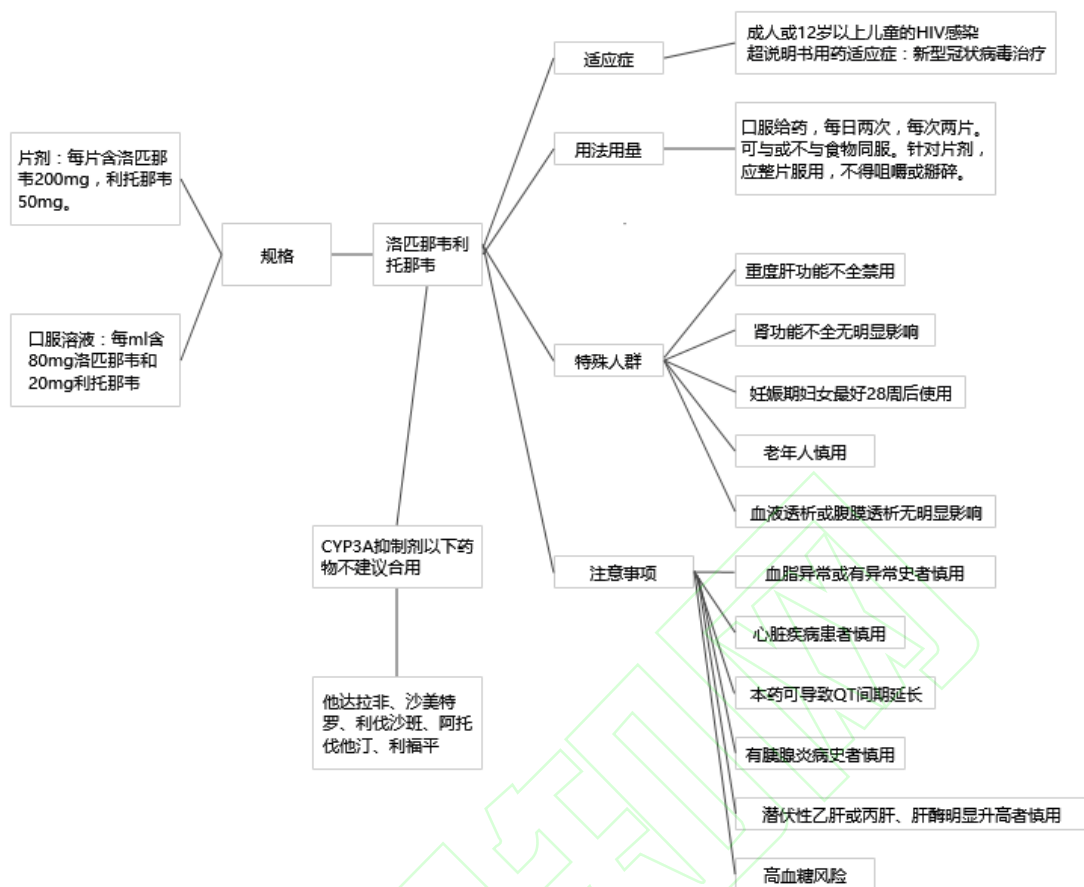 成人或12岁以上儿童的HIV感染
超说明书用药适应症：新型冠状病毒治疗
适应症
口服给药，每日两次，每次两片。
可与或不与食物同服。针对片剂，
应整片服用，不得咀嚼或掰碎。
用法用量
片剂：每片含洛匹那
韦200mg，利托那韦
50mg。
规格
洛匹那韦利
托那韦
口服溶液：每ml含
80mg洛匹那韦和
20mg利托那韦
特殊人群
重度肝功能不全禁用
肾功能不全无明显影响
妊娠期妇女最好28周后使用
老年人慎用
血液透析或腹膜透析无明显影响
CYP3A抑制剂以下药
物不建议合用
他达拉非、沙美特
罗、利伐沙班、阿托
伐他汀、利福平
注意事项
血脂异常或有异常史者慎用
心脏疾病患者慎用
本药可导致QT间期延长
有胰腺炎病史者慎用
潜伏性乙肝或丙肝、肝酶明显升高者慎用
高血糖风险